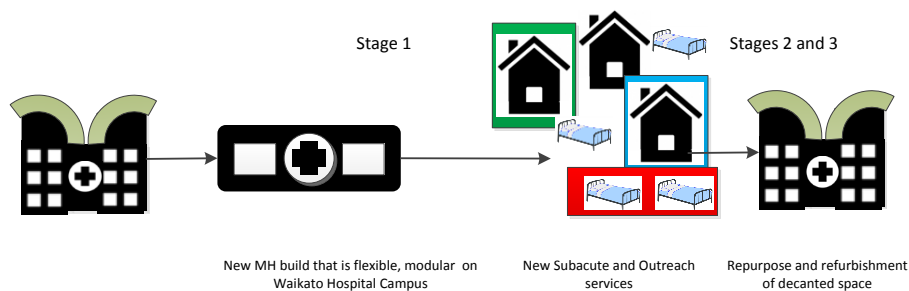 Stage 1
Stages 2 and 3
New MH build that is flexible, modular on
Waikato Hospital Campus
New Subacute and Outreach
services
Repurpose and refurbishment
of decanted space